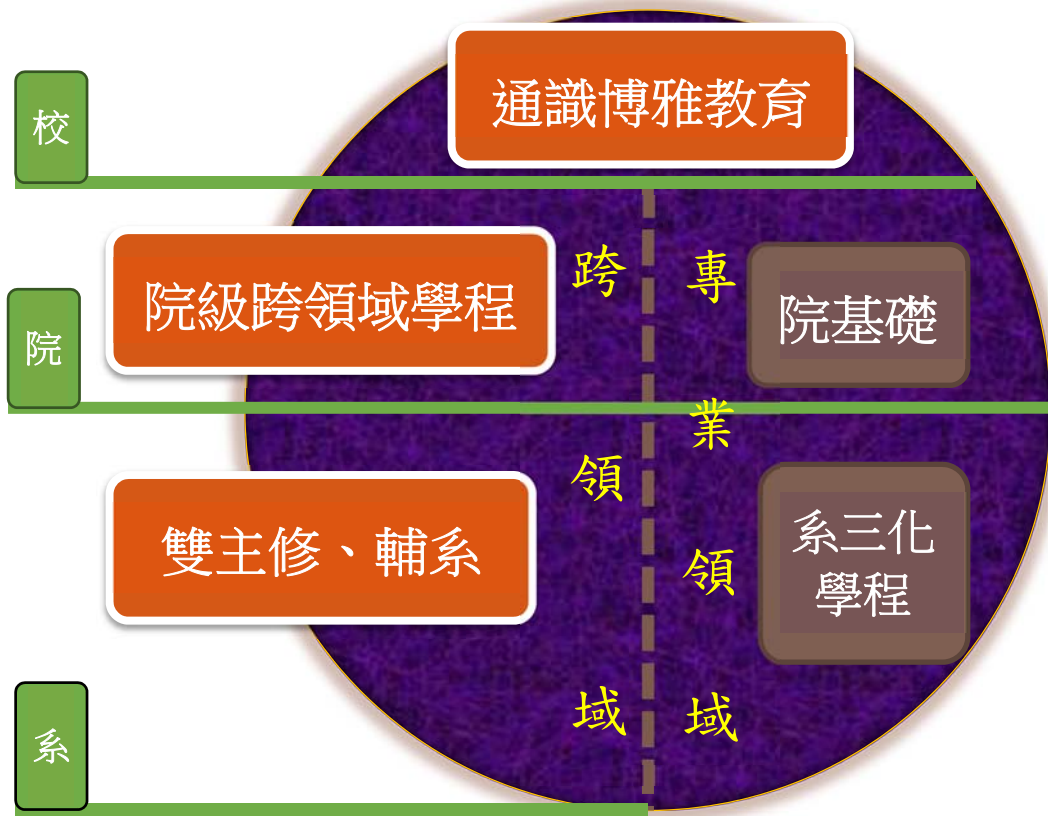 通識博雅教育
校
院級跨領域學程
跨領域
專業領域
院基礎
院
雙主修、輔系
系三化
學程
系